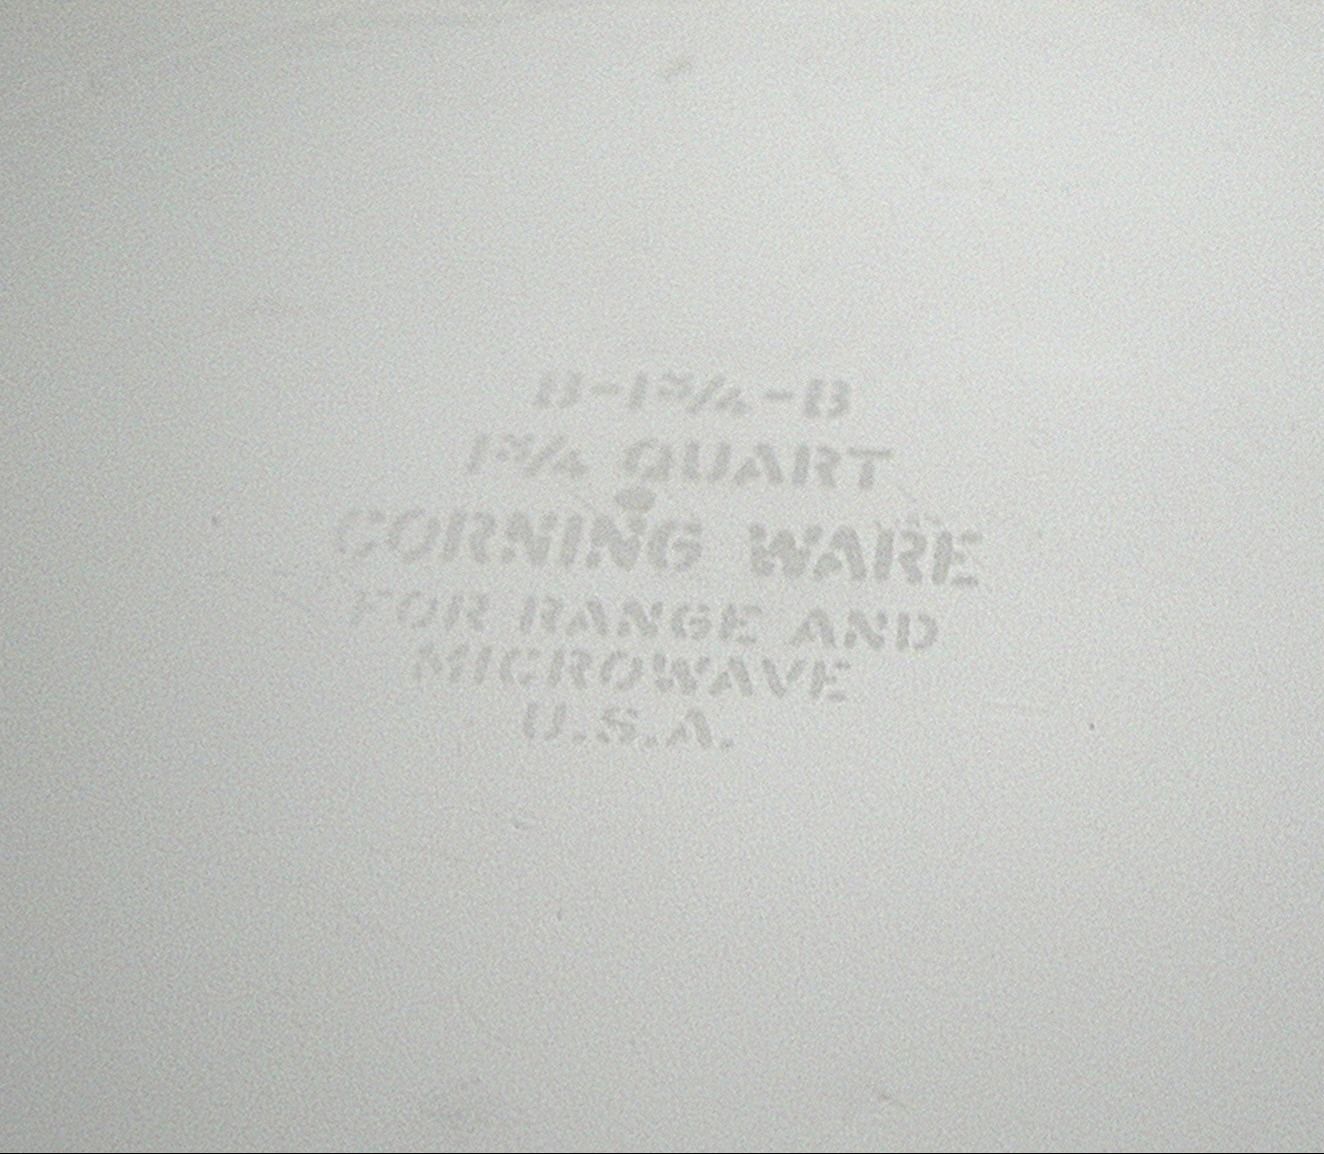 B-1¾-B
1¾ QUART
CORNING WARE
FOR RANGE AND
MICROWAVE
U.S.A.